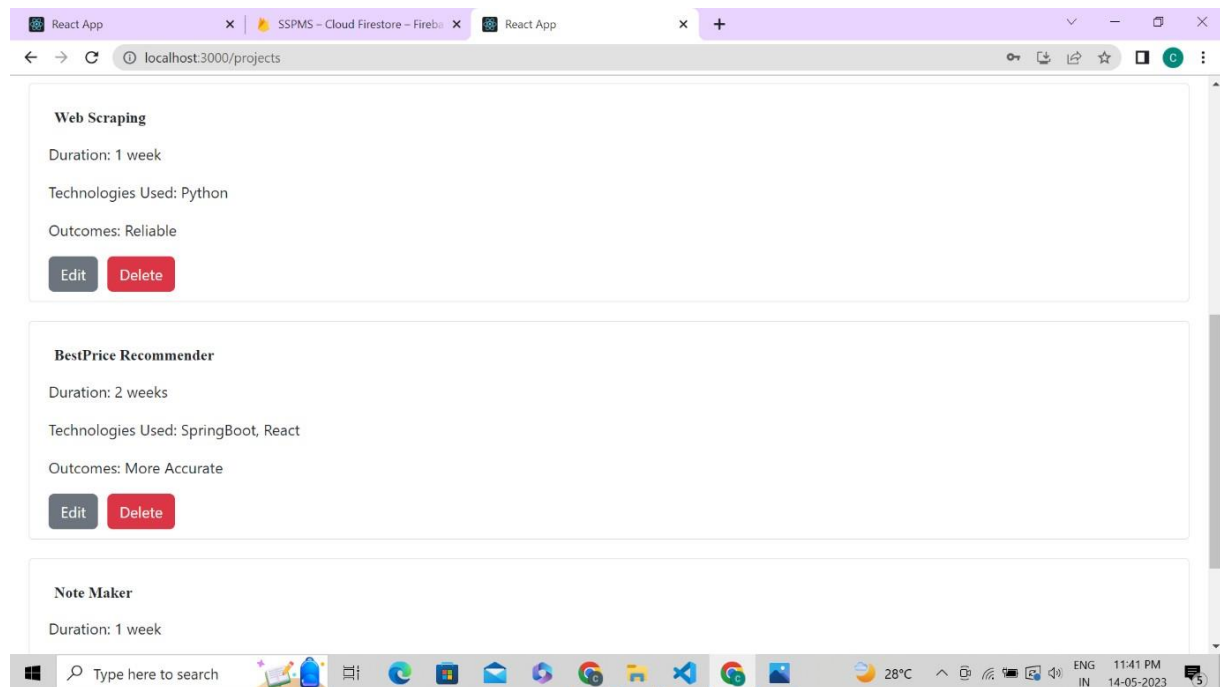 React App
SSPMS – Cloud Firestore – Fireba
React App
localhost:3000/projects
C
Web Scraping
Duration: 1 week
Technologies Used: Python
Outcomes: Reliable
Edit Delete
BestPrice Recommender
Duration: 2 weeks
Technologies Used: SpringBoot, React
Outcomes: More Accurate
Edit Delete
Note Maker
Duration: 1 week
Type here to search
28°C
ENG
IN
11:41 PM
14-05-2023
5